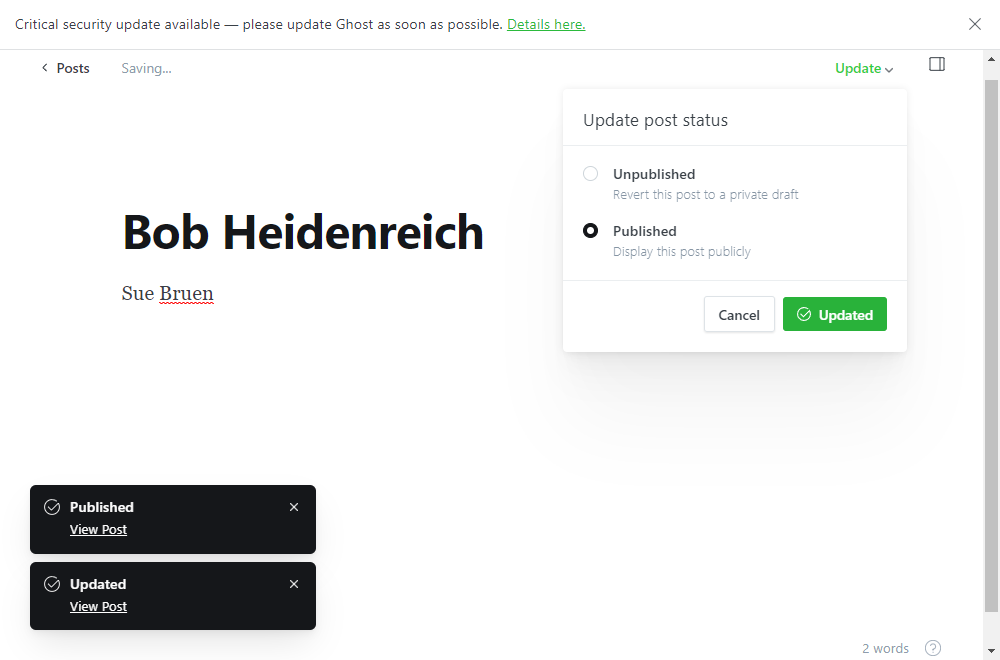 Critical security update available — please update Ghost as soon as possible. Details here.
Posts
Saving...
Update
Update post status
Unpublished
Revert this post to a private draft
Published
Display this post publicly
Cancel
Updated
Bob Heidenreich
Sue Bruen
Published
View Post
Updated
View Post
2 words
?